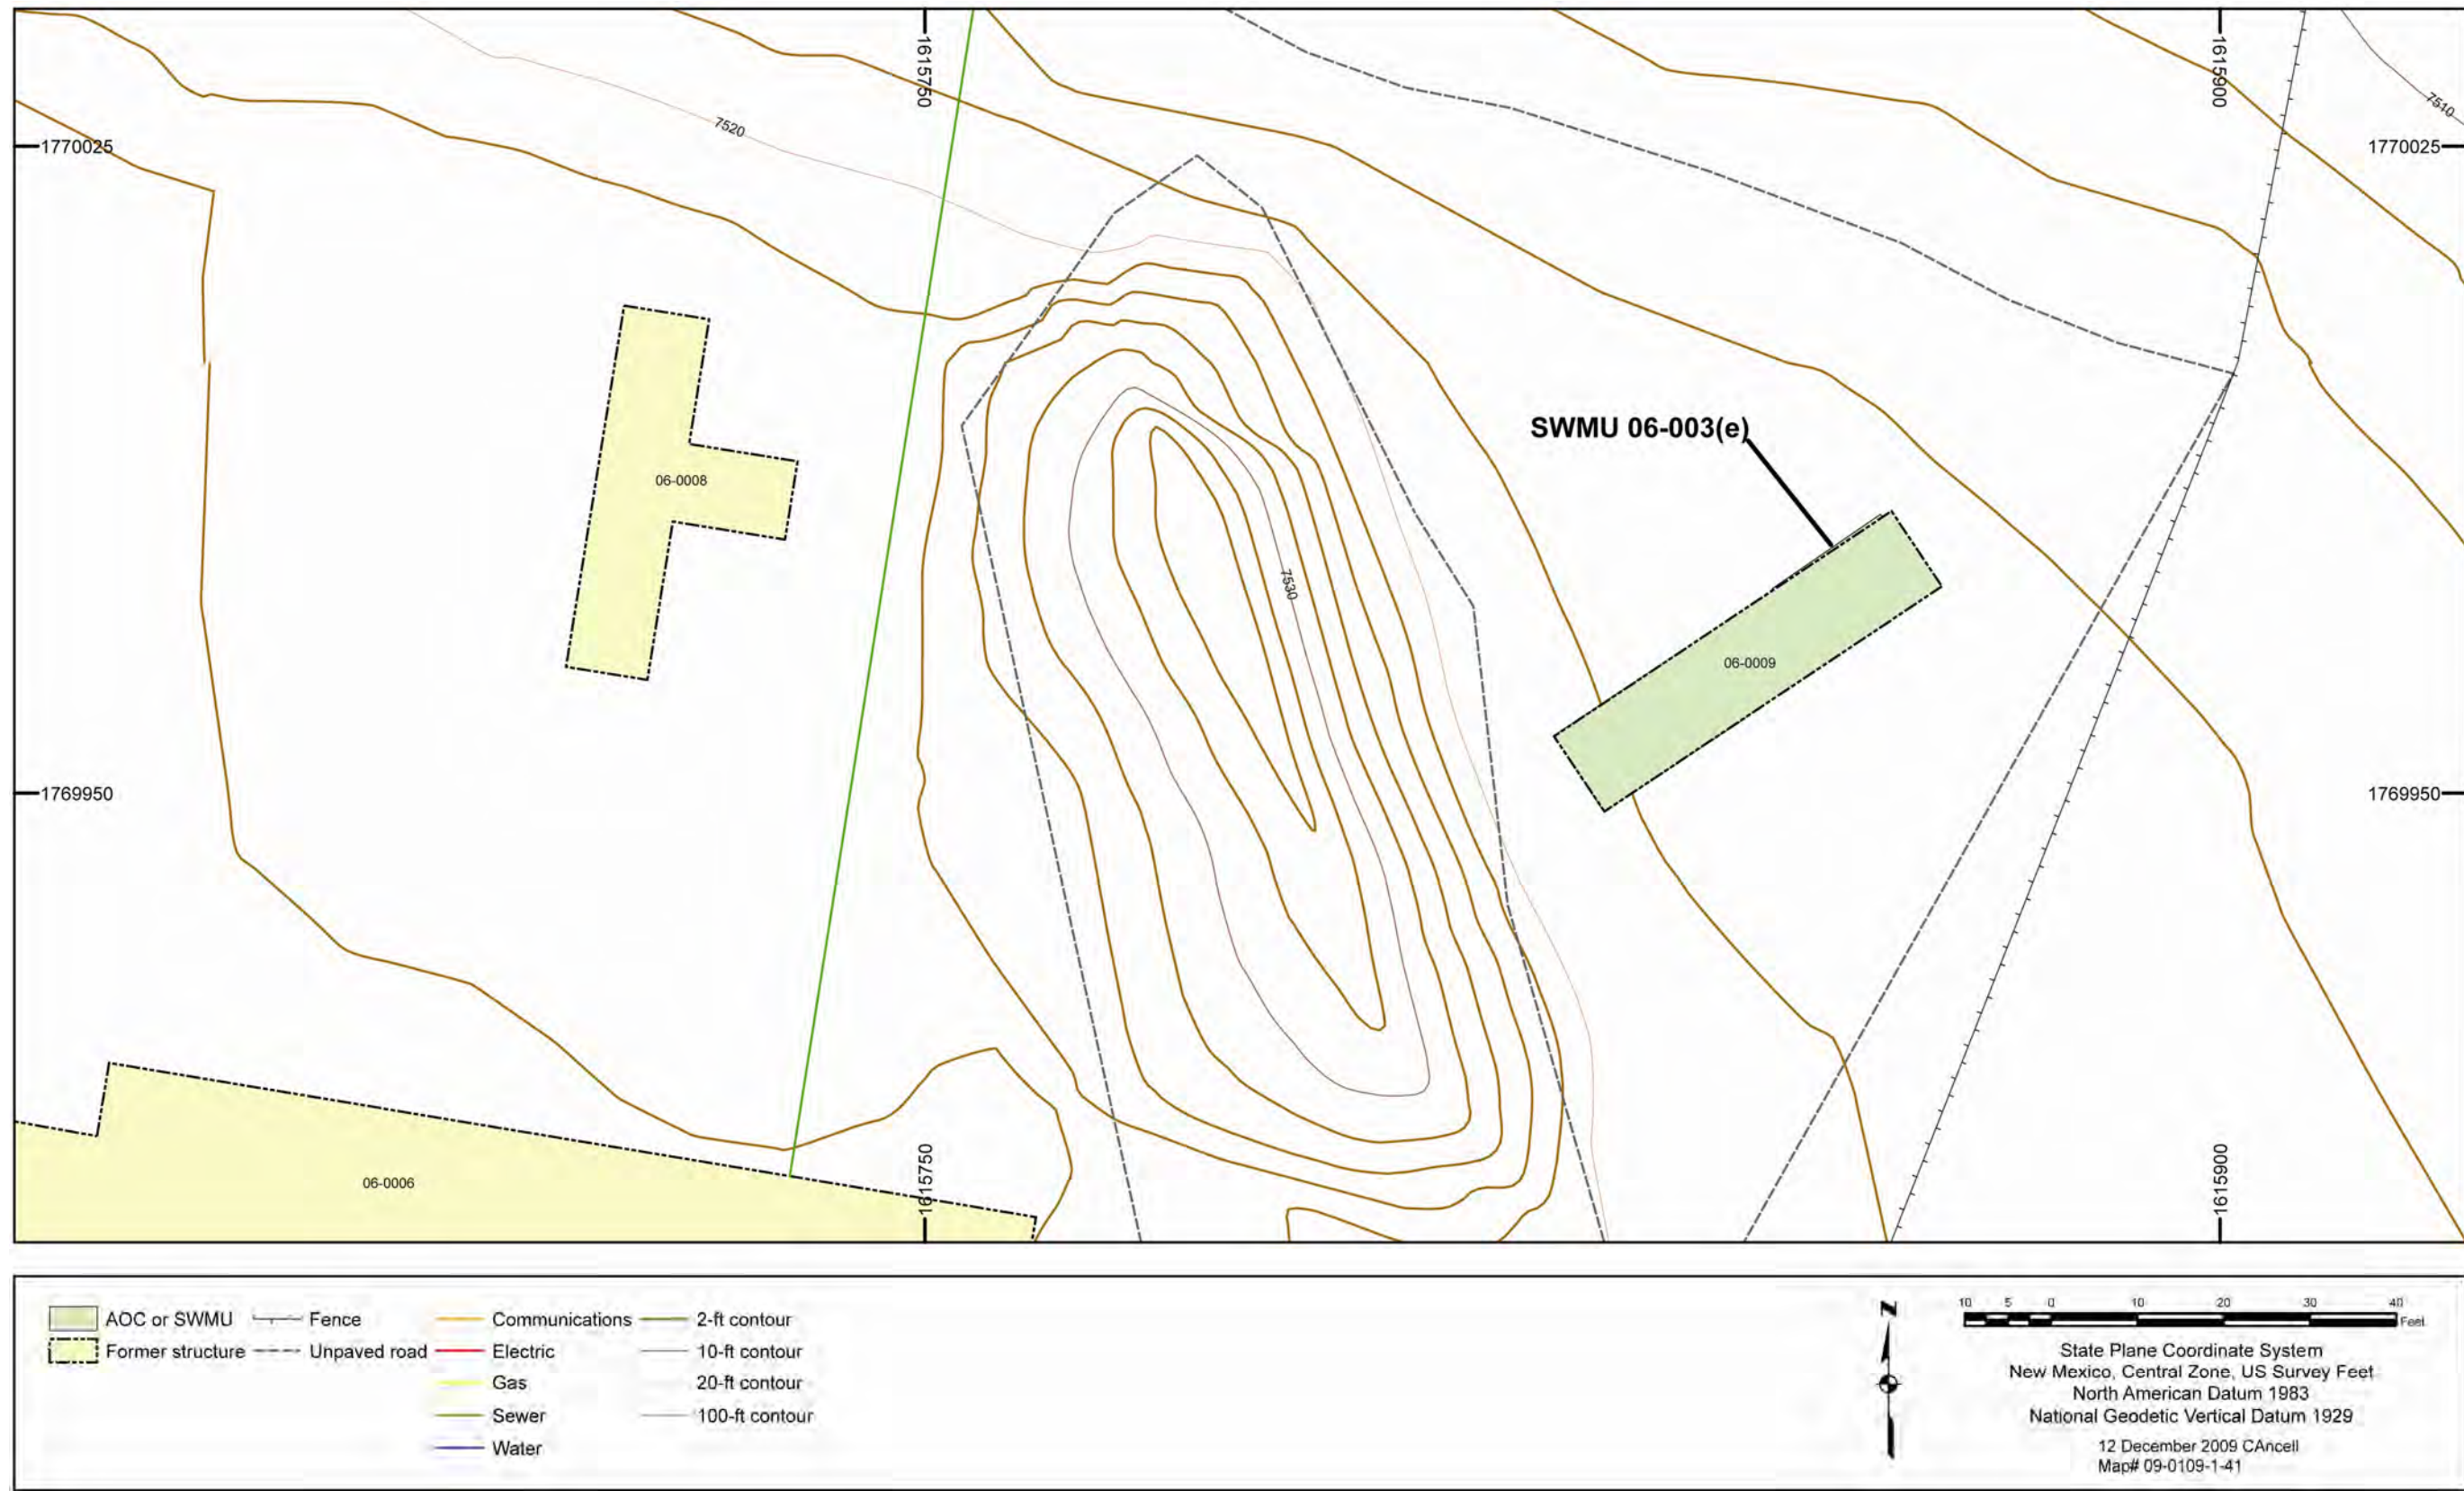 1615750
1615900
7510
7520
1770025
1770025
SWMU 06-003(e)
06-0008
7530
06-0009
1769950
1769950
06-0006
1615750
1615900
AOC or SWMU
Fence
Communications
2-ft contour
Former structure
Unpaved road
Electric
10-ft contour
Gas
20-ft contour
Sewer
100-ft contour
Water
N
10 5 0 10 20 30 40
Feet
State Plane Coordinate System
New Mexico, Central Zone, US Survey Feet
North American Datum 1983
National Geodetic Vertical Datum 1929
12 December 2009 CAncell
Map# 09-0109-1-41